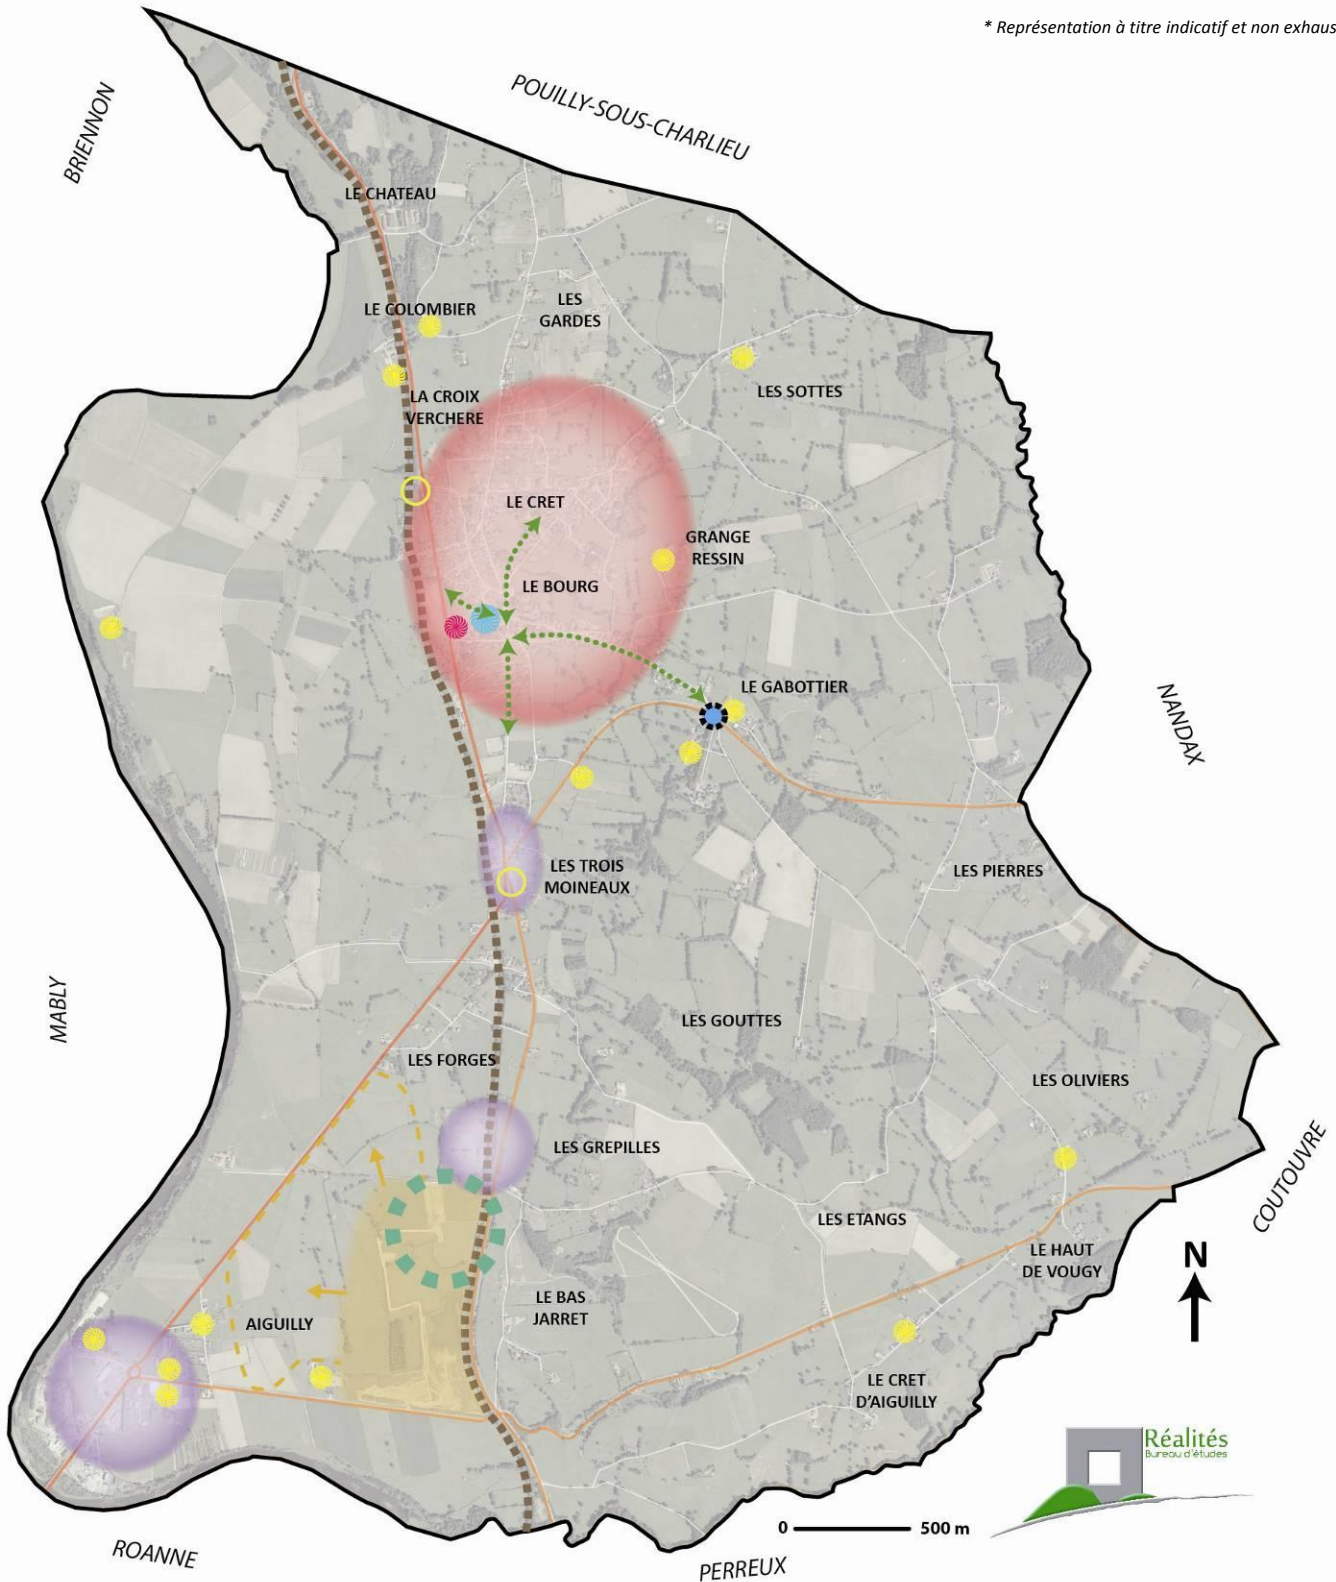 * Représentation à titre indicatif et non exhaus
POUILLY-SOUS-CHARLIEU
BRIENNON
LE CHATEAU
LE COLOMBIER
LES
GARDES
LES SOTTES
LA CROIX
VERCHERE
LE CRET
GRANGE
RESSIN
LE BOURG
LE GABOTTIER
NANDAX
LES TROIS
MOINEAUX
LES PIERRES
MABLY
LES GOUTTES
LES FORGES
LES OLIVIERS
LES GREPILLES
COUTOUVRE
LES ETANGS
LE HAUT
DE VOUGY
N
LE BAS
JARRET
AIGUILLY
LE CRET
D'AIGUILLY
Réalités
Bureau d'études
0 500 m
ROANNE
PERREUX